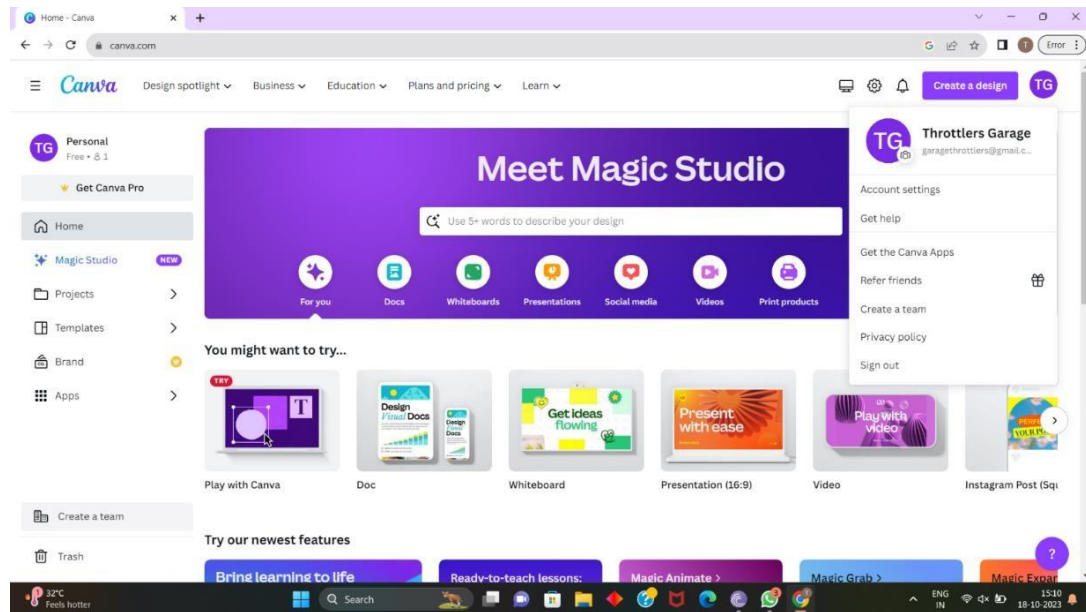 Home - Canva
canva.com
Error
Canva
Design spotlight
Business
Education
Plans and pricing
Learn
Create a design
TG
TG
Personal
Free • 1
Get Canva Pro
Home
Magic Studio
NEW
Projects
Templates
Brand
Apps
Create a team
Trash
Meet Magic Studio
Use 5+ words to describe your design
For you
Docs
Whiteboards
Presentations
Social media
Videos
Print products
TG
Throttlers Garage
garagethrottlers@gmail.c...
Account settings
Get help
Get the Canva Apps
Refer friends
Create a team
Privacy policy
Sign out
You might want to try...
TRY
T
Design
Visual Docs
Design
Visual
Docs
Get ideas
flowing
Present
with ease
Play with
video
Play with Canva
Doc
Whiteboard
Presentation (16:9)
Video
Instagram Post (Squ
Try our newest features
Bring learning to life
Ready-to-teach lessons:
Magic Animate >
Magic Grab >
Magic Expan
?
32°C
Feels hotter
Search
ENG
IN
15:10
18-10-2023